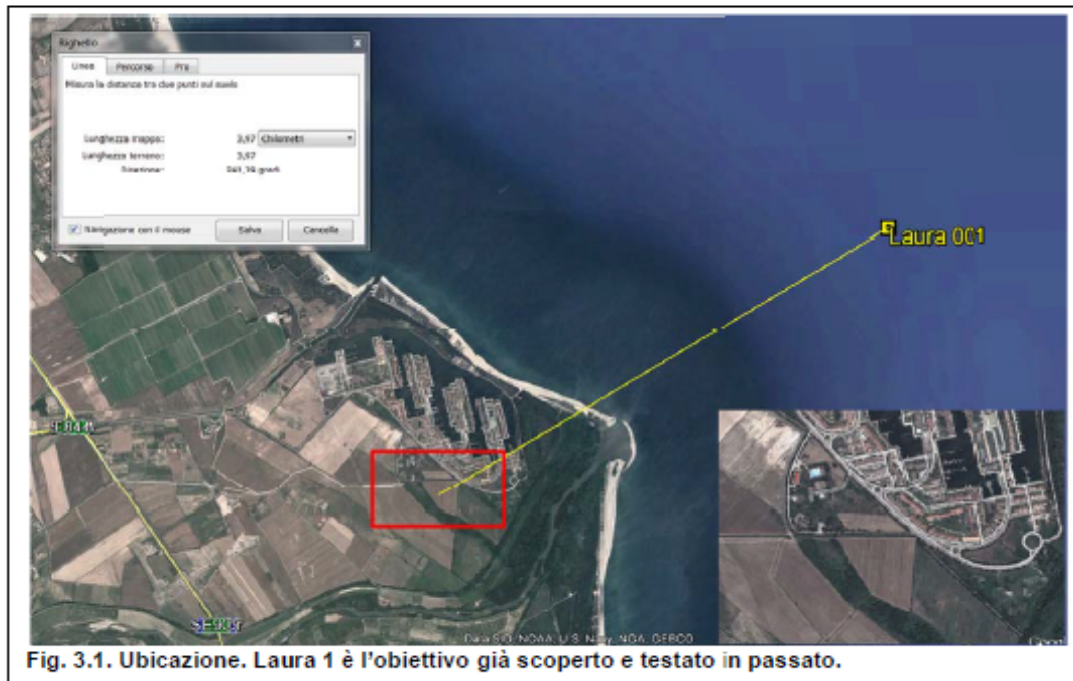 Righello
Linea Percorso Pro
Misura la distanza tra due punti sul suolo
Lunghezza mappa: 3,97 Chilometri
Lunghezza terreno: 3,97
gradi
Navigazione con il mouse Salva Cancella
Laura 001
Data SIO, NOAA, U.S. Navy, NGA, GEBCO
Fig. 3.1. Ubicazione. Laura 1 è l'obiettivo già scoperto e testato in passato.